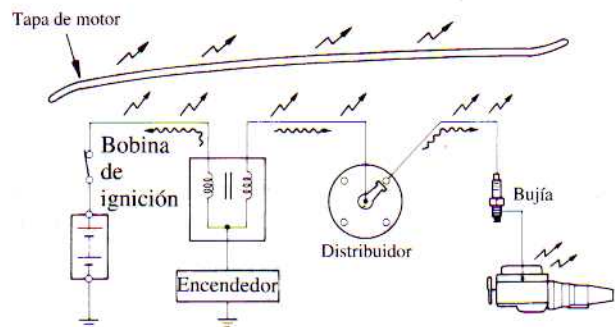 Tapa de motor
Bobina
de
ignición
Encendedor
Distribuidor
Bujía